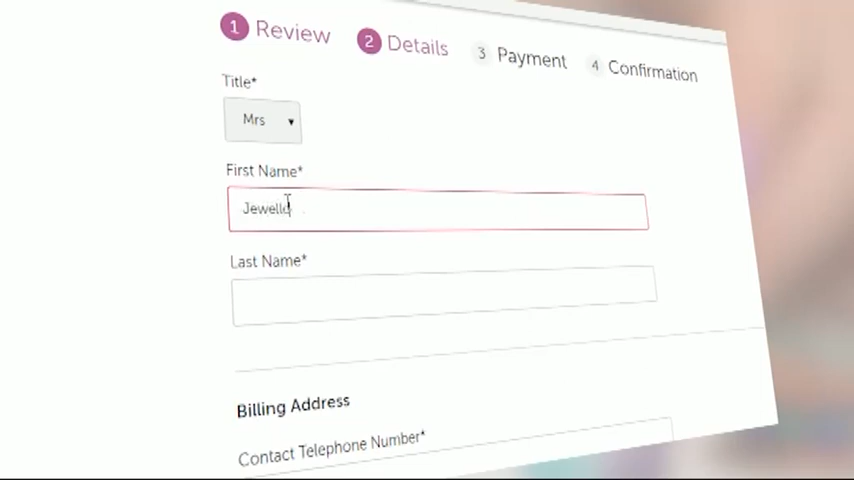 1 Review 2 Details 3 Payment 4 Confirmation
Title*
Mrs
First Name*
Last Name*
Billing Address
Contact Telephone Number*